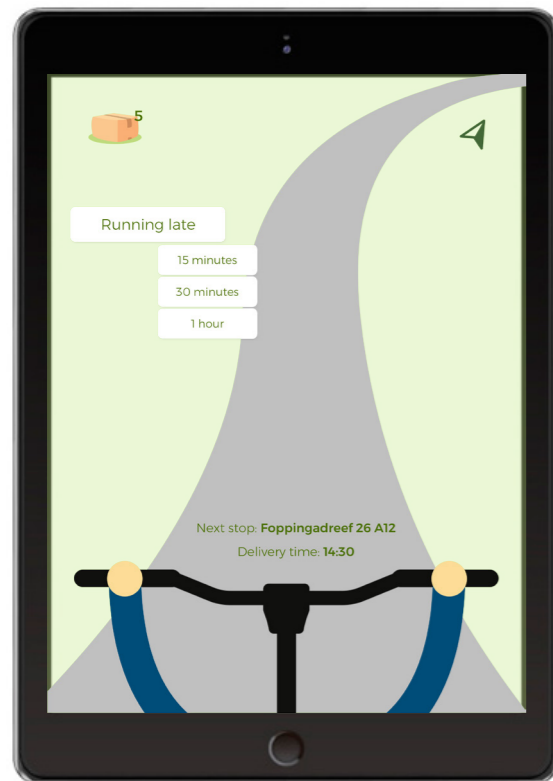 5
Running late
15 minutes
30 minutes
1 hour
Next stop: Foppingadreef 26 A12
Delivery time: 14:30